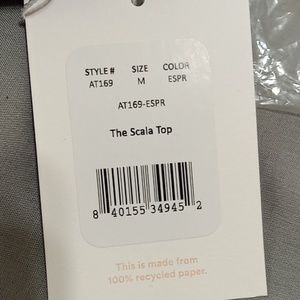 STYLE # SIZE COLOR
AT169 M ESPR
AT169-ESPR
The Scala Top
8 40155 34945 2
This is made from
100% recycled paper.